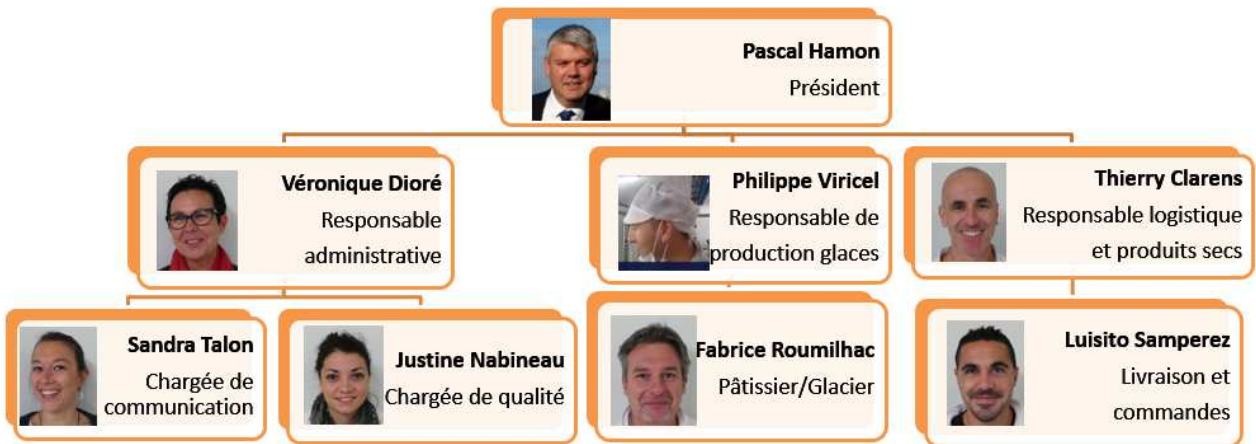 Pascal Hamon
Président
Véronique Dioré
Responsable
administrative
Philippe Viricel
Responsable de
production glaces
Thierry Clarens
Responsable logistique
et produits secs
Sandra Talon
Chargée de
communication
Justine Nabineau
Chargée de qualité
Fabrice Roumilhac
Pâtissier/Glacier
Luisito Samperez
Livraison et
commandes